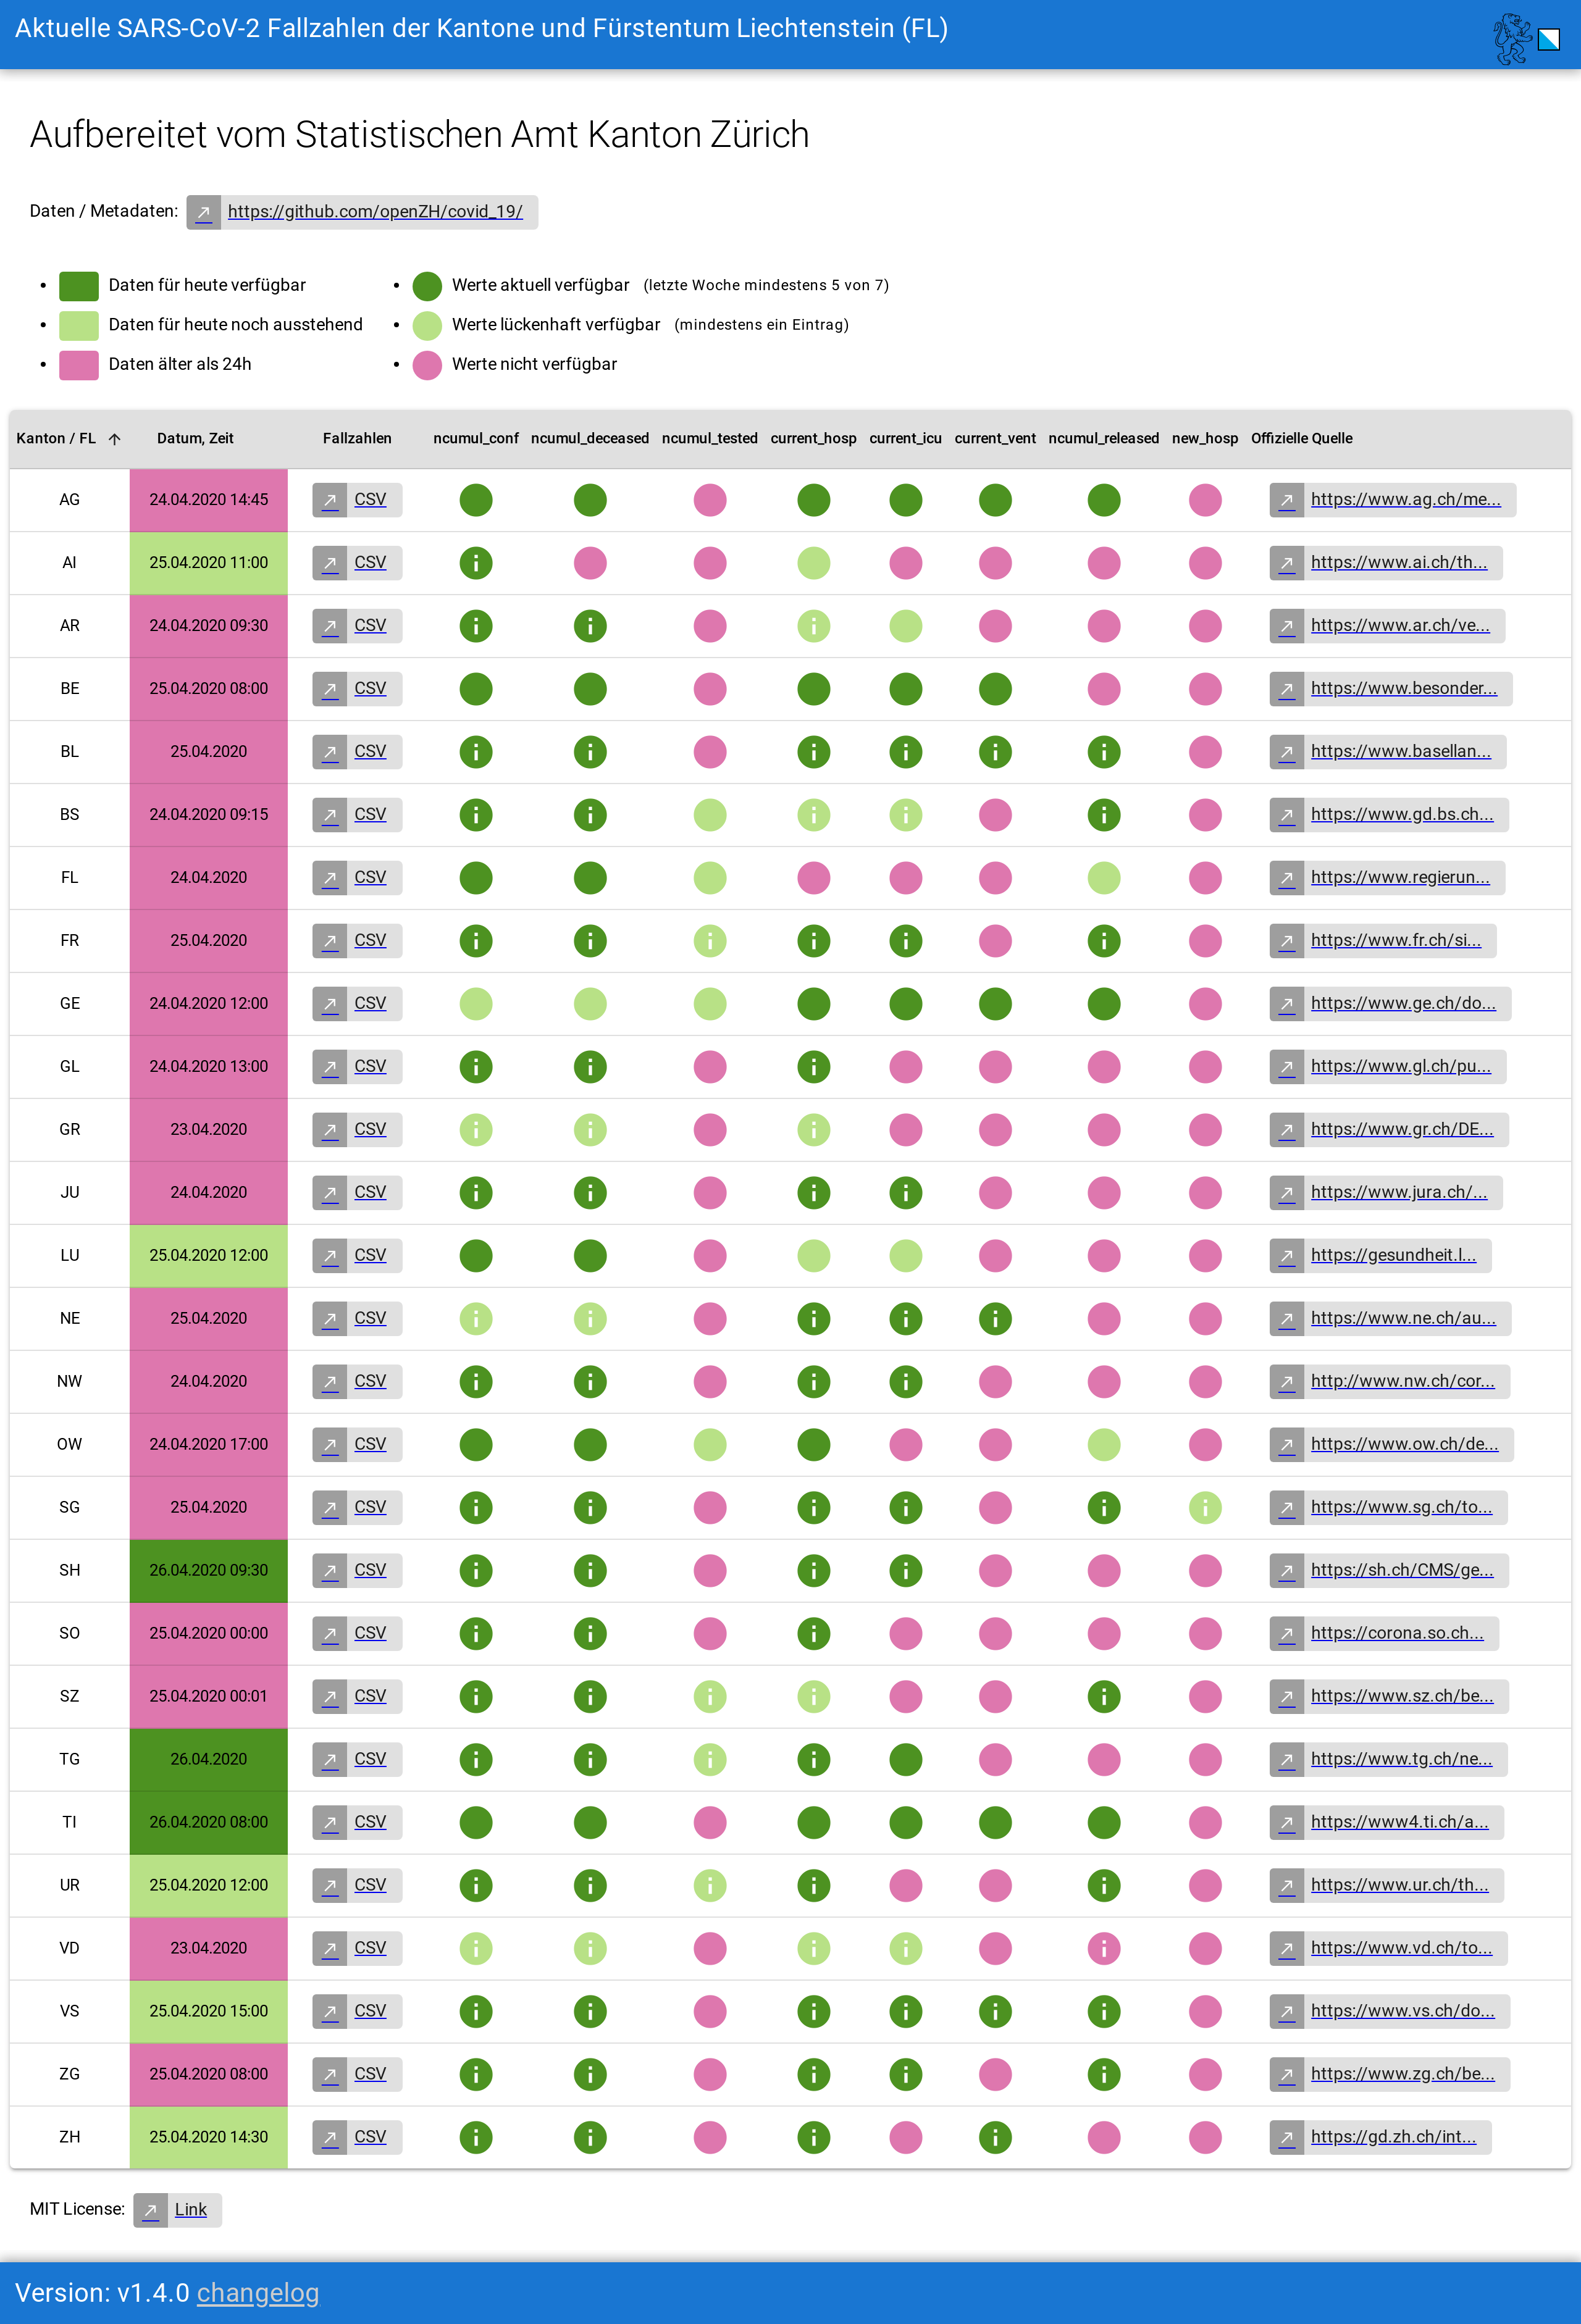 Aktuelle SARS-CoV-2 Fallzahlen der Kantone und Fürstentum Liechtenstein (FL)
Aufbereitet vom Statistischen Amt Kanton Zürich
Daten / Metadaten: https://github.com/openZH/covid_19/
Daten für heute verfügbar
Daten für heute noch ausstehend
Daten älter als 24h
Werte aktuell verfügbar (letzte Woche mindestens 5 von 7)
Werte lückenhaft verfügbar (mindestens ein Eintrag)
Werte nicht verfügbar
Kanton / FL Datum, Zeit Fallzahlen ncumul_conf ncumul_deceased ncumul_tested current_hosp current_icu current_vent ncumul_released new_hosp Offizielle Quelle
AG 24.04.2020 14:45 CSV https://www.ag.ch/me...
AI 25.04.2020 11:00 CSV https://www.ai.ch/th...
AR 24.04.2020 09:30 CSV https://www.ar.ch/ve...
BE 25.04.2020 08:00 CSV https://www.besonder...
BL 25.04.2020 CSV https://www.basellan...
BS 24.04.2020 09:15 CSV https://www.gd.bs.ch...
FL 24.04.2020 CSV https://www.regierun...
FR 25.04.2020 CSV https://www.fr.ch/si...
GE 24.04.2020 12:00 CSV https://www.ge.ch/do...
GL 24.04.2020 13:00 CSV https://www.gl.ch/pu...
GR 23.04.2020 CSV https://www.gr.ch/DE...
JU 24.04.2020 CSV https://www.jura.ch/...
LU 25.04.2020 12:00 CSV https://gesundheit.l...
NE 25.04.2020 CSV https://www.ne.ch/au...
NW 24.04.2020 CSV http://www.nw.ch/cor...
OW 24.04.2020 17:00 CSV https://www.ow.ch/de...
SG 25.04.2020 CSV https://www.sg.ch/to...
SH 26.04.2020 09:30 CSV https://sh.ch/CMS/ge...
SO 25.04.2020 00:00 CSV https://corona.so.ch...
SZ 25.04.2020 00:01 CSV https://www.sz.ch/be...
TG 26.04.2020 CSV https://www.tg.ch/ne...
TI 26.04.2020 08:00 CSV https://www4.ti.ch/a...
UR 25.04.2020 12:00 CSV https://www.ur.ch/th...
VD 23.04.2020 CSV https://www.vd.ch/to...
VS 25.04.2020 15:00 CSV https://www.vs.ch/do...
ZG 25.04.2020 08:00 CSV https://www.zg.ch/be...
ZH 25.04.2020 14:30 CSV https://gd.zh.ch/int...
MIT License: Link
Version: v1.4.0 changelog